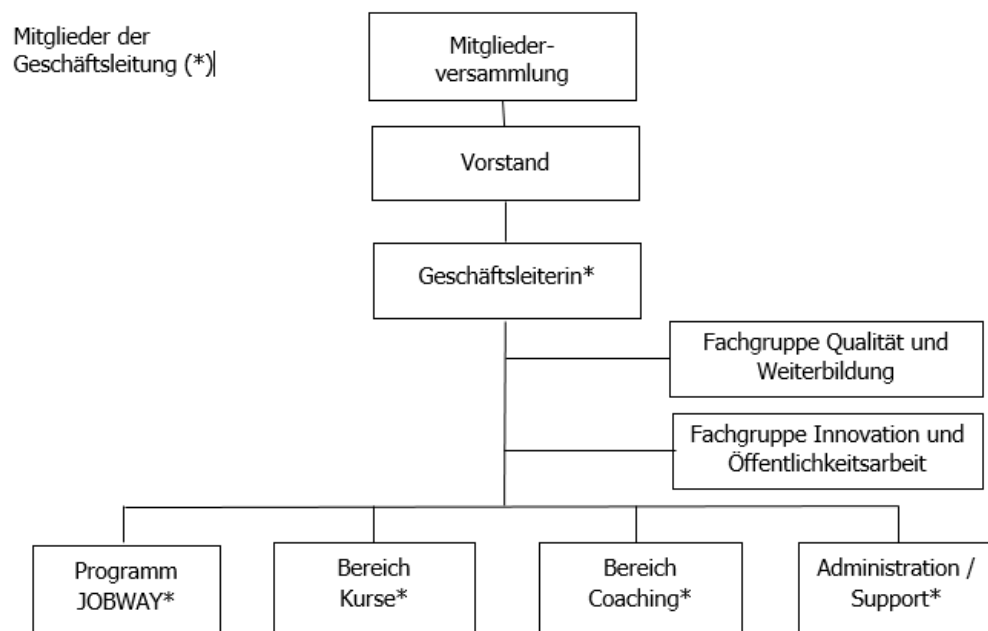 Mitglieder der
Geschäftsleitung (*)
Mitglieder-
versammlung
Vorstand
Geschäftsleiterin*
Fachgruppe Qualität und
Weiterbildung
Fachgruppe Innovation und
Öffentlichkeitsarbeit
Programm
JOBWAY*
Bereich
Kurse*
Bereich
Coaching*
Administration /
Support*